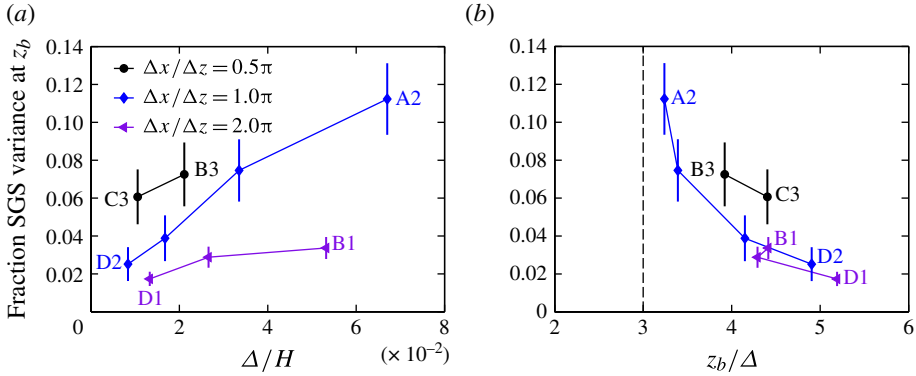 (a)
(b)
Fraction SGS variance at z_b
0.14
0.12
0.10
0.08
0.06
0.04
0.02
0
Δx/Δz = 0.5π
Δx/Δz = 1.0π
Δx/Δz = 2.0π
A2
B3
C3
D2
B1
D1
0
2
4
6
8
Δ/H
(× 10⁻²)
0.14
0.12
0.10
0.08
0.06
0.04
0.02
0
A2
B3
C3
B1
D2
D1
2
3
4
5
6
z_b/Δ